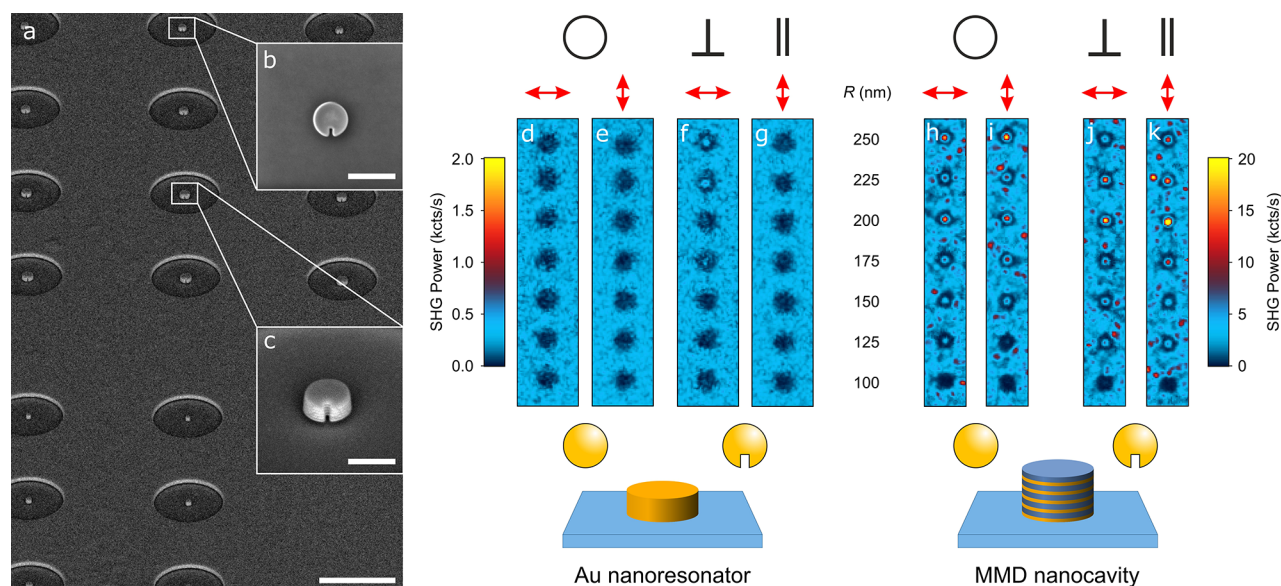 a
b
c
R (nm)
SHG Power (kcts/s)
2.0
1.5
1.0
0.5
0.0
d e f g
250
225
200
175
150
125
100
h i j k
20
15
10
5
0
SHG Power (kcts/s)
Au nanoresonator
MMD nanocavity